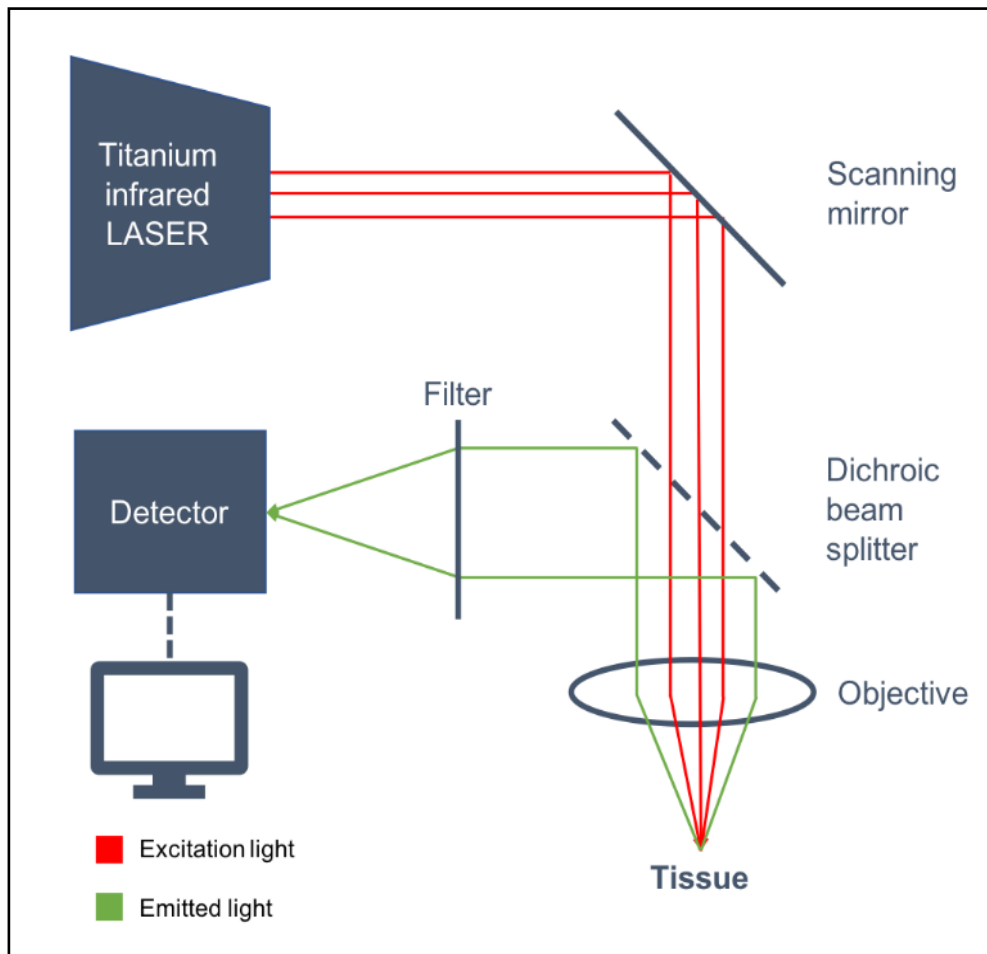 Titanium
infrared
LASER
Scanning
mirror
Filter
Detector
Dichroic
beam
splitter
Objective
Excitation light
Tissue
Emitted light